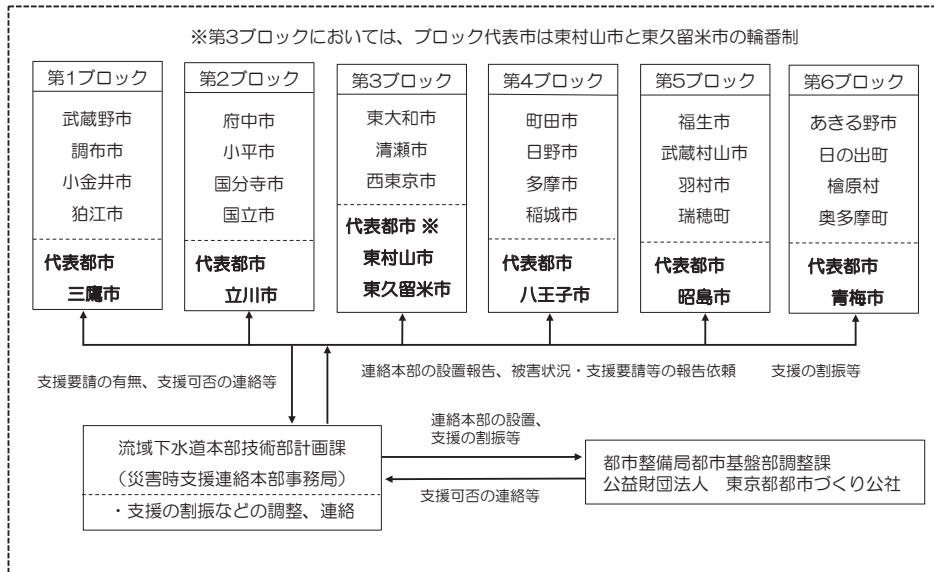 ※第3ブロックにおいては、ブロック代表市は東村山市と東久留米市の輪番制
第1ブロック
武蔵野市
調布市
小金井市
狛江市
代表都市
三鷹市
第2ブロック
府中市
小平市
国分寺市
国立市
代表都市
立川市
第3ブロック
東大和市
清瀬市
西東京市
代表都市 ※
東村山市
東久留米市
第4ブロック
町田市
日野市
多摩市
稲城市
代表都市
八王子市
第5ブロック
福生市
武蔵村山市
羽村市
瑞穂町
代表都市
昭島市
第6ブロック
あきる野市
日の出町
檜原村
奥多摩町
代表都市
青梅市
支援要請の有無、支援可否の連絡等
連絡本部の設置報告、被害状況・支援要請等の報告依頼
支援の割振等
流域下水道本部技術部計画課
（災害時支援連絡本部事務局）
・支援の割振などの調整、連絡
連絡本部の設置、
支援の割振等
支援可否の連絡等
都市整備局都市基盤部調整課
公益財団法人　東京都都市づくり公社